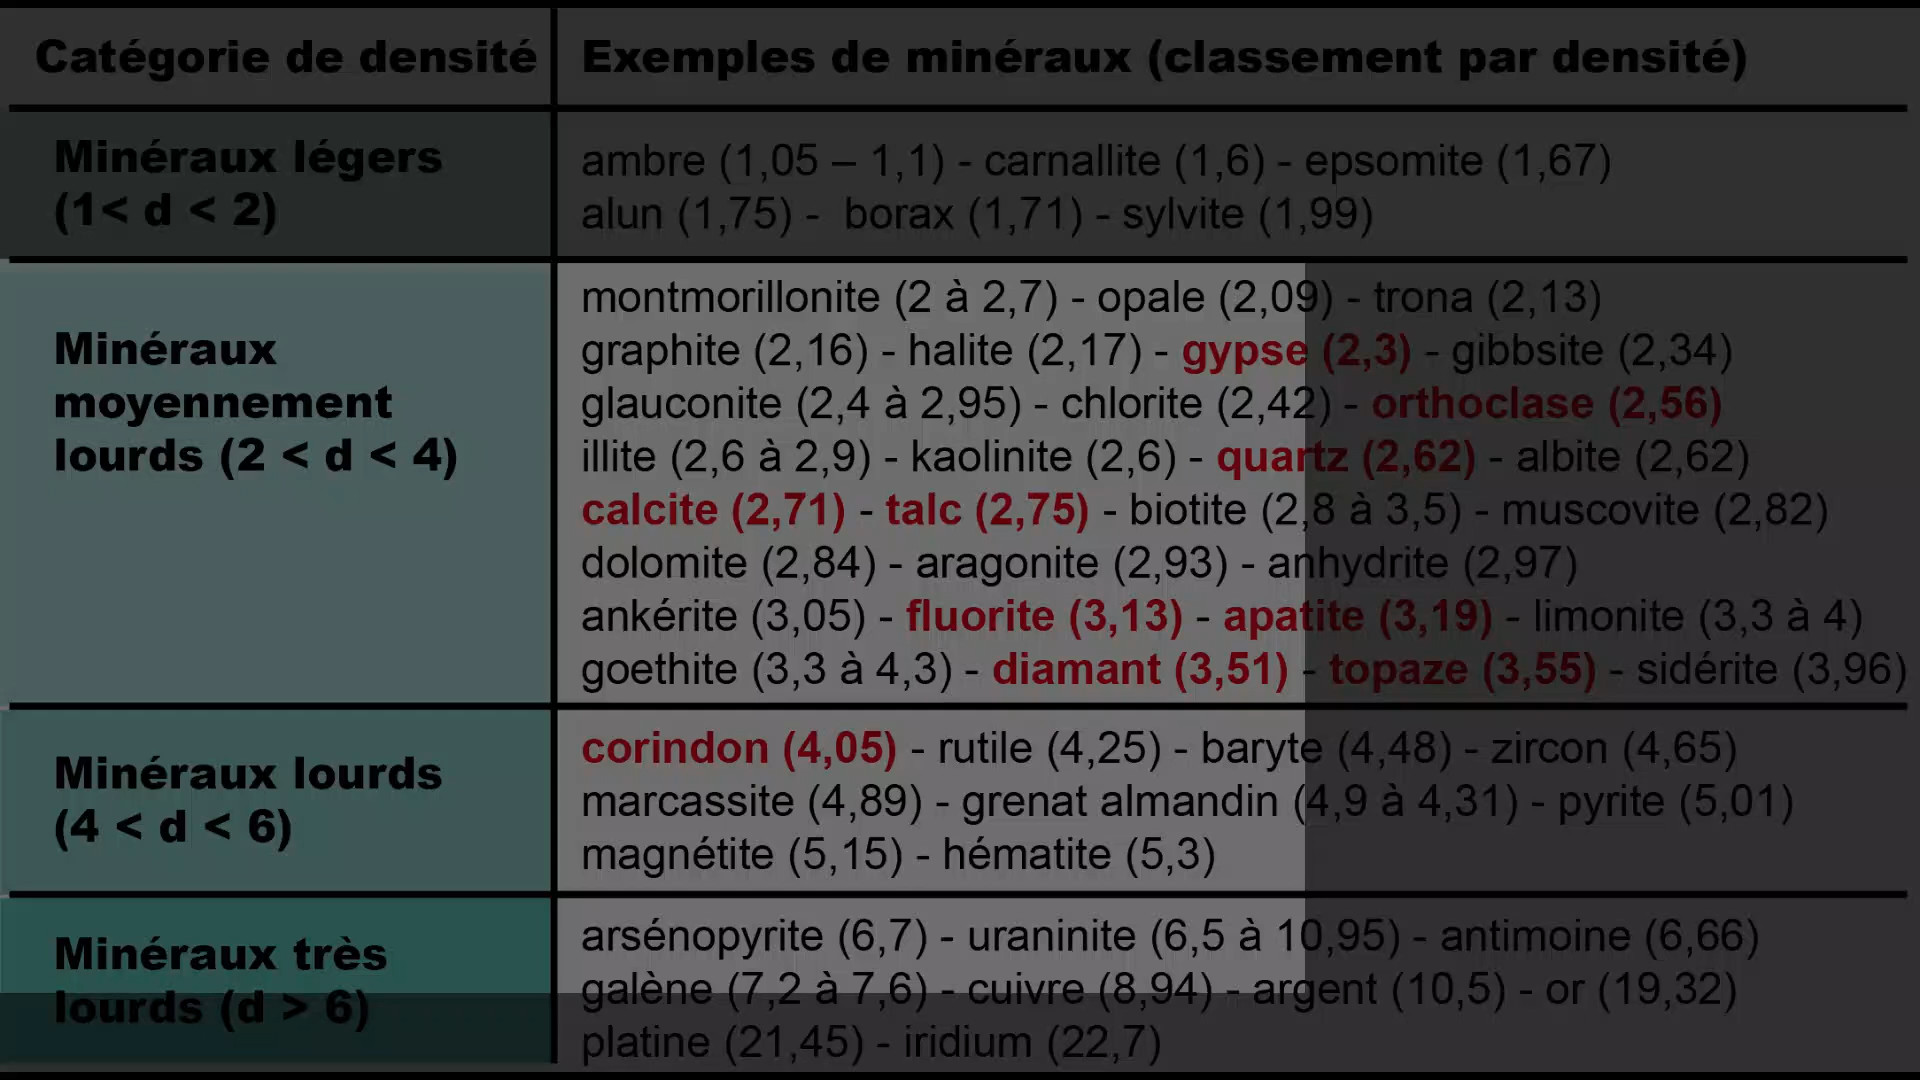 Catégorie de densité
Exemples de minéraux (classement par densité)
Minéraux légers
(1< d < 2)
ambre (1,05 – 1,1) - carnallite (1,6) - epsomite (1,67)
alun (1,75) - borax (1,71) - sylvite (1,99)
Minéraux
moyennement
lourds (2 < d < 4)
montmorillonite (2 à 2,7) - opale (2,09) - trona (2,13)
graphite (2,16) - halite (2,17) - gypse (2,3) - gibbsite (2,34)
glauconite (2,4 à 2,95) - chlorite (2,42) - orthoclase (2,56)
illite (2,6 à 2,9) - kaolinite (2,6) - quartz (2,62) - albite (2,62)
calcite (2,71) - talc (2,75) - biotite (2,8 à 3,5) - muscovite (2,82)
dolomite (2,84) - aragonite (2,93) - anhydrite (2,97)
ankérite (3,05) - fluorite (3,13) - apatite (3,19) - limonite (3,3 à 4)
goethite (3,3 à 4,3) - diamant (3,51) - topaze (3,55) - sidérite (3,96)
Minéraux lourds
(4 < d < 6)
corindon (4,05) - rutile (4,25) - baryte (4,48) - zircon (4,65)
marcassite (4,89) - grenat almandin (4,9 à 4,31) - pyrite (5,01)
magnétite (5,15) - hématite (5,3)
Minéraux très
lourds (d > 6)
arsénopyrite (6,7) - uraninite (6,5 à 10,95) - antimoine (6,66)
galène (7,2 à 7,6) - cuivre (8,94) - argent (10,5) - or (19,32)
platine (21,45) - iridium (22,7)